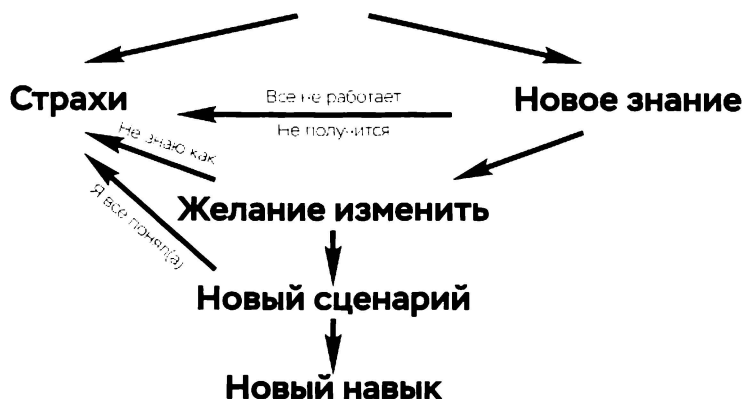 Страхи
Все не работает
Новое знание
Не получится
Не знаю как
Желание изменить
Я все понял(а)
Новый сценарий
Новый навык